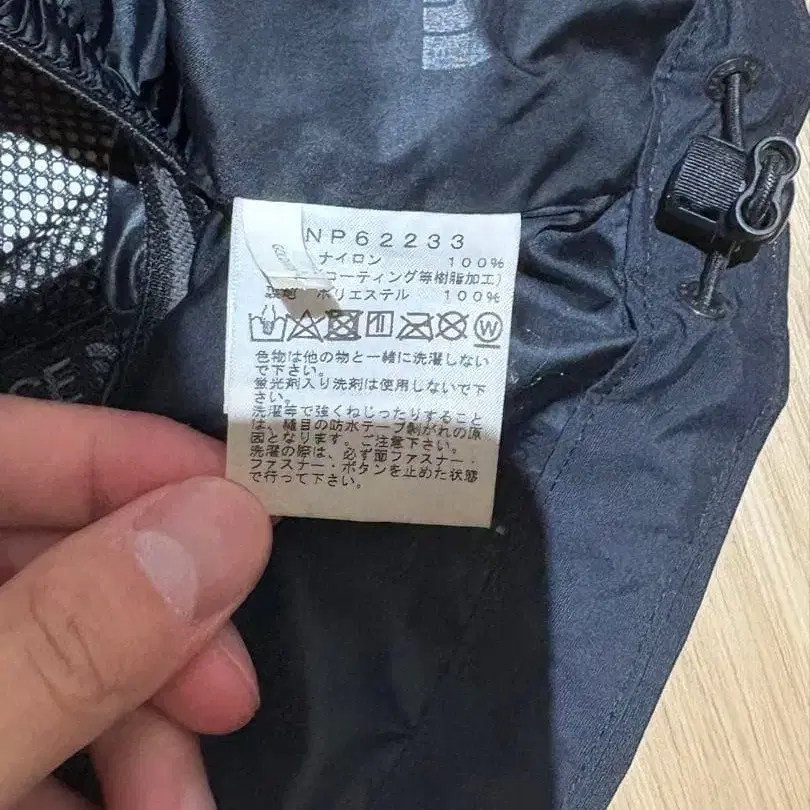 NP62233
ナイロン 100%
コーティング等樹脂加工)
ポリエステル 100%
W
色物は他の物と一緒に洗濯しない
で下さい。
蛍光剤入り洗剤は使用しないで下
さい。
洗濯等で強くねじったりすること
は、縫目の防水テープ剝がれの原
因となります。ご注意下さい。
洗濯の際は、必ず面ファスナー・
ファスナー・ボタンを止めた状態
で行って下さい。